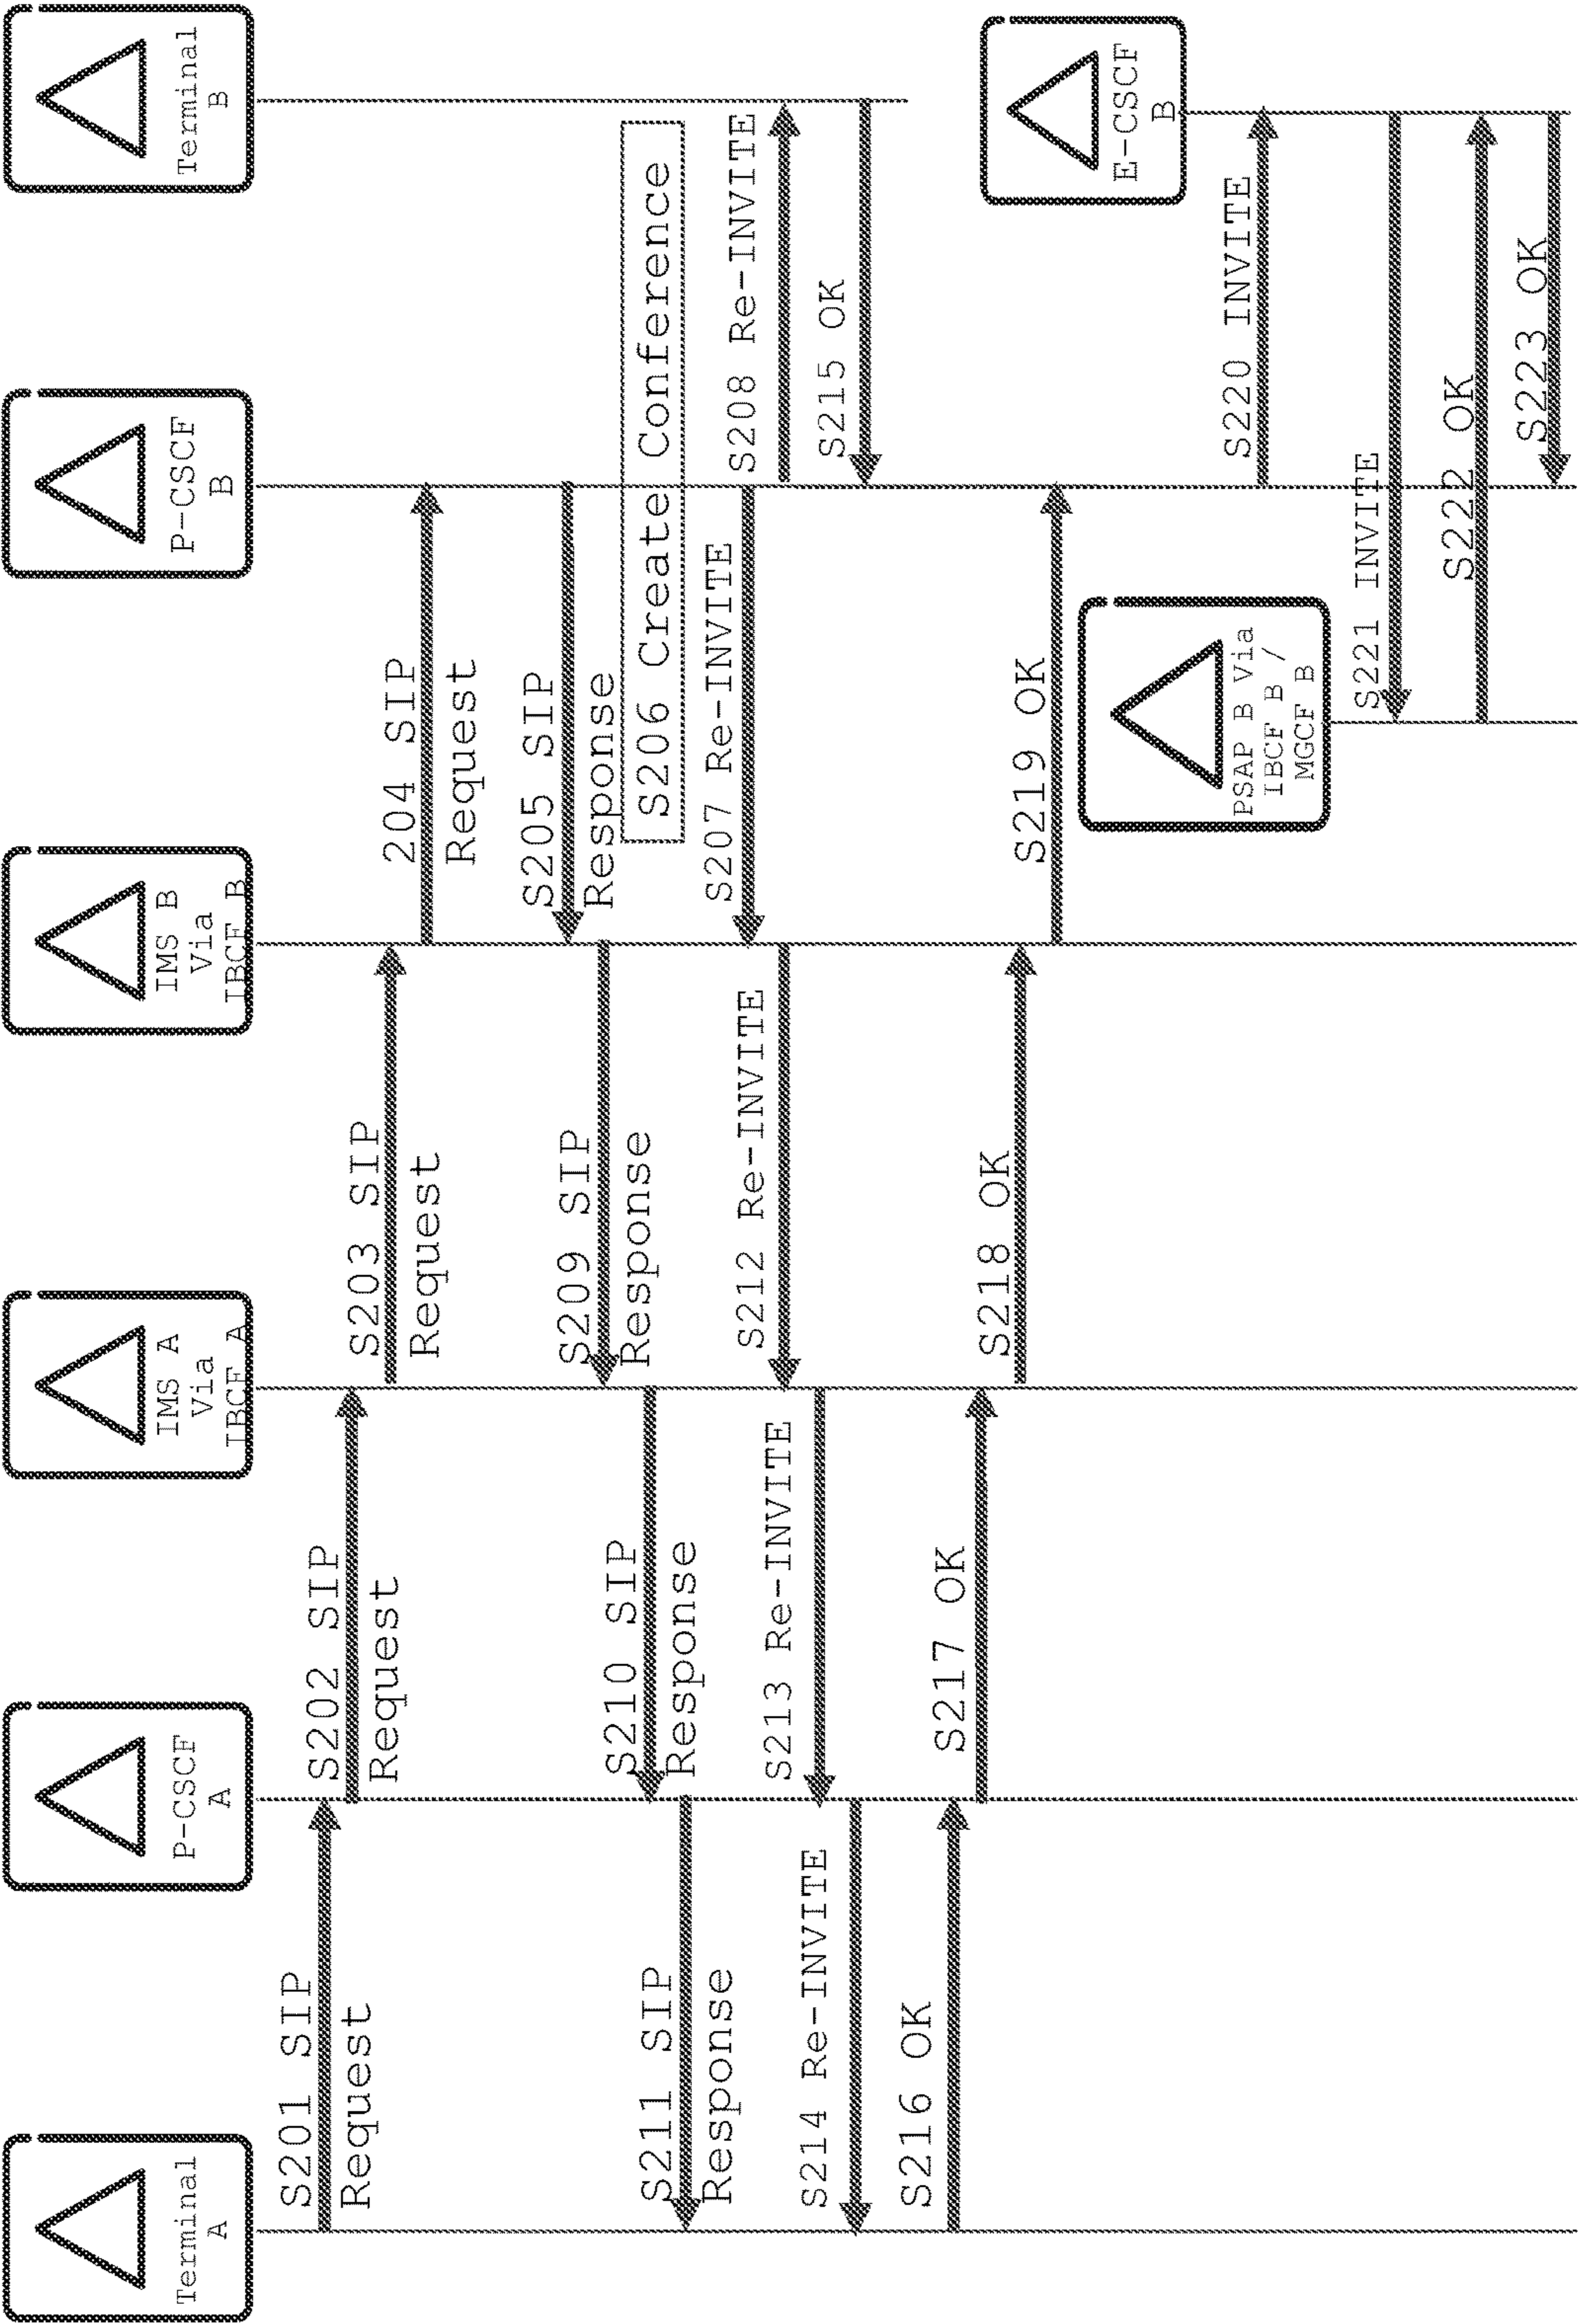 Terminal
A
P-CSCF
A
IMS A
Via
IBCF A
IMS B
Via
IBCF B
P-CSCF
B
Terminal
B
S201 SIP
Request
S202 SIP
Request
S203 SIP
Request
204 SIP
Request
S205 SIP
Response
S206 Create Conference
S209 SIP
Response
S210 SIP
Response
S211 SIP
Response
S207 Re-INVITE
S208 Re-INVITE
S212 Re-INVITE
S213 Re-INVITE
S214 Re-INVITE
S215 OK
S216 OK
S217 OK
S218 OK
S219 OK
E-CSCF
B
PSAP B Via
IBCF B /
MGCF B
S220 INVITE
S221 INVITE
S222 OK
S223 OK